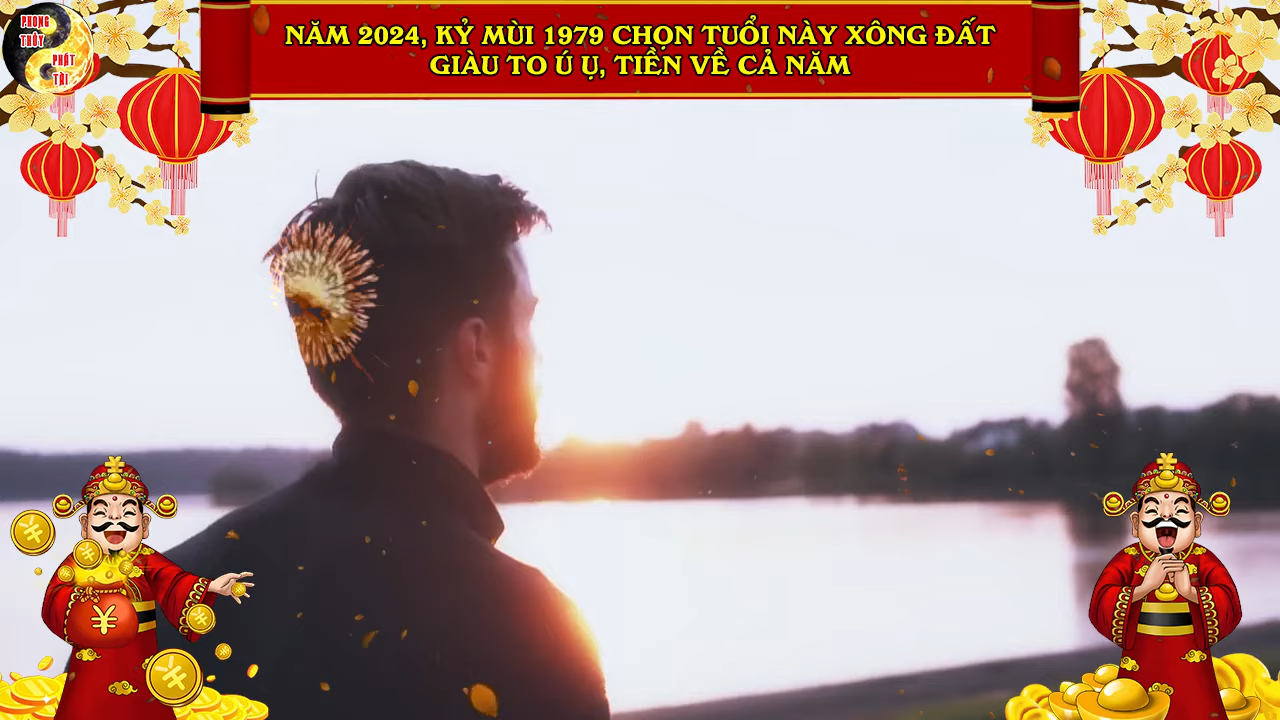 PHONG
THỦY
PHÁT
TÀI
NĂM 2024, KỶ MÙI 1979 CHỌN TUỔI NÀY XÔNG ĐẤT
GIÀU TO Ú Ụ, TIỀN VỀ CẢ NĂM